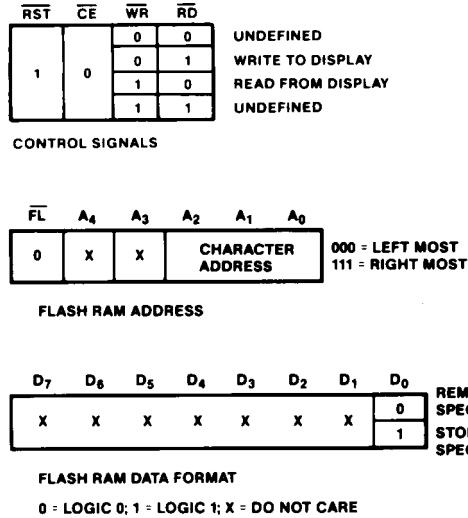 RST CE WR RD
0 0 UNDEFINED
0 1 WRITE TO DISPLAY
1 0
1 0 READ FROM DISPLAY
1 1 UNDEFINED
CONTROL SIGNALS
FL A4 A3 A2 A1 A0
0 X X CHARACTER ADDRESS 000 = LEFT MOST
111 = RIGHT MOST
FLASH RAM ADDRESS
D7 D6 D5 D4 D3 D2 D1 D0
X X X X X X X
0
1
FLASH RAM DATA FORMAT
0 = LOGIC 0; 1 = LOGIC 1; X = DO NOT CARE